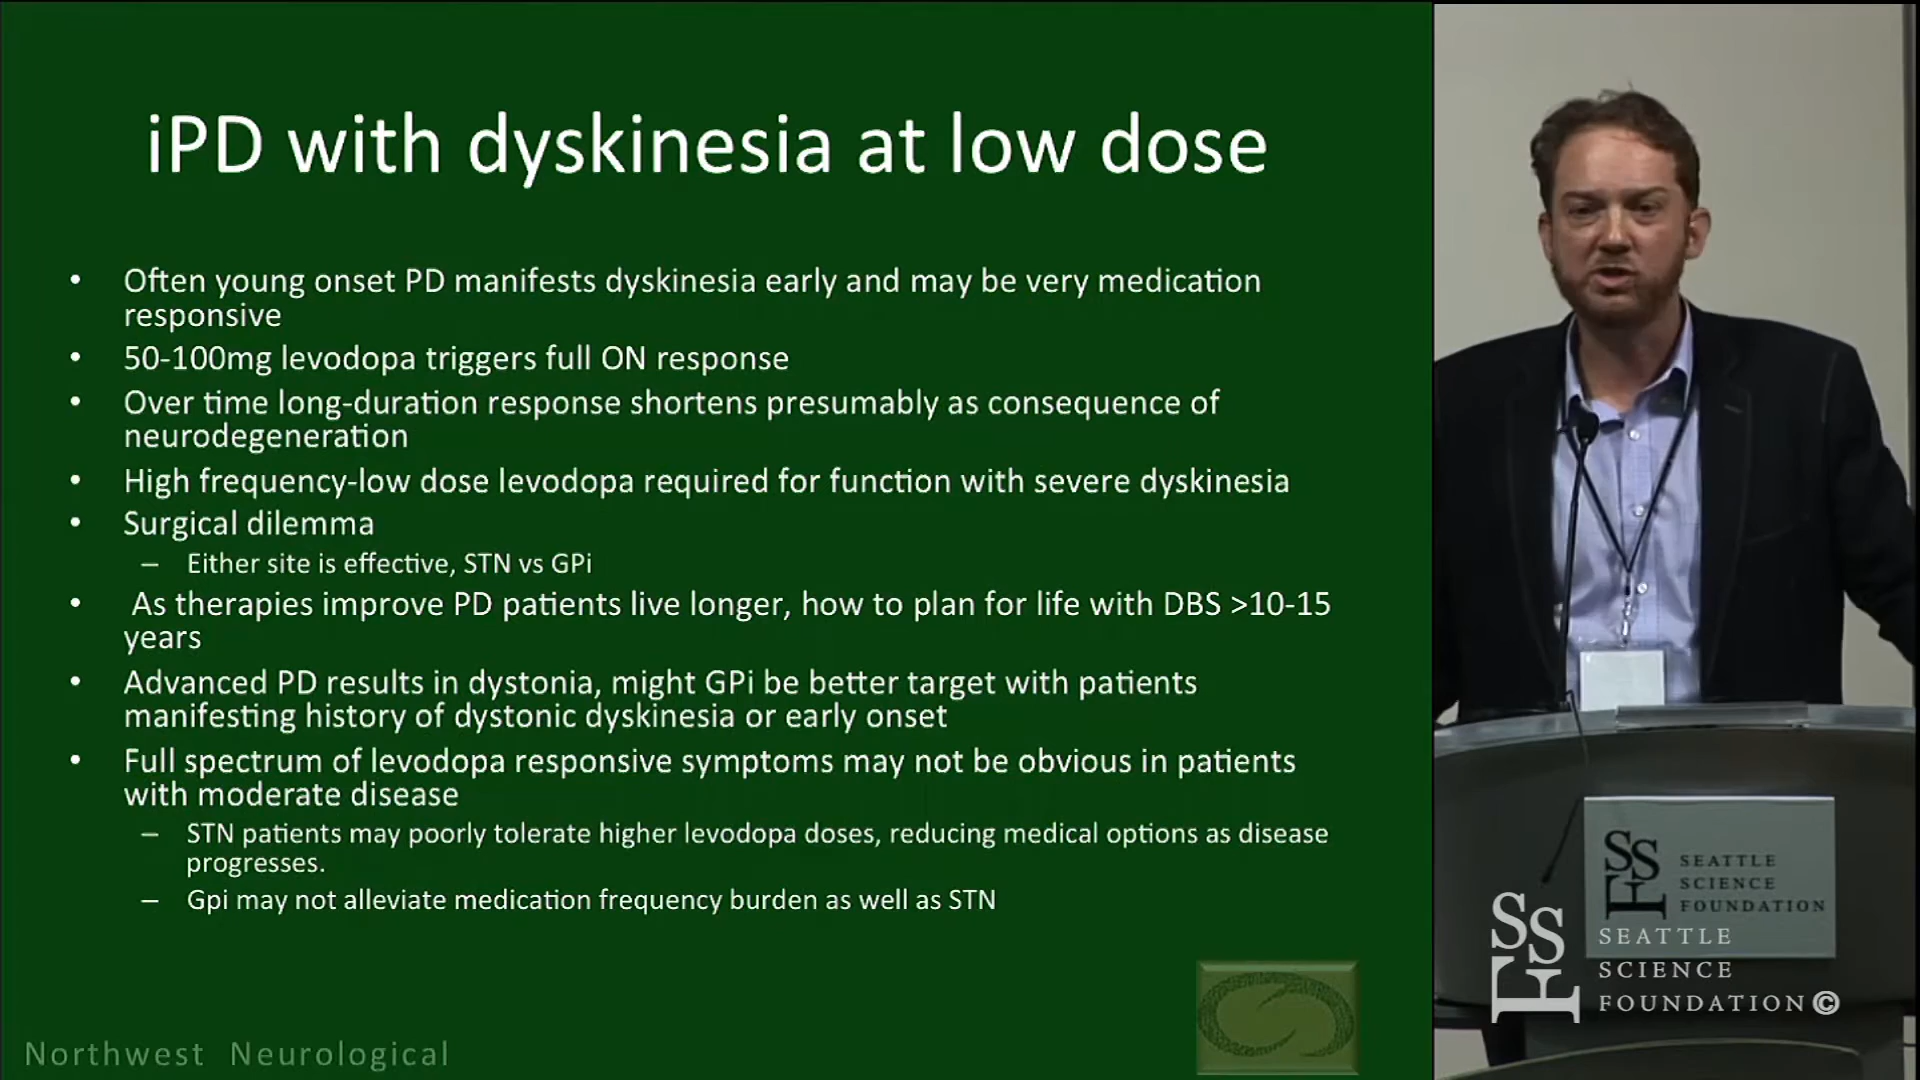 iPD with dyskinesia at low dose
• Often young onset PD manifests dyskinesia early and may be very medication
responsive
• 50-100mg levodopa triggers full ON response
• Over time long-duration response shortens presumably as consequence of
neurodegeneration
• High frequency-low dose levodopa required for function with severe dyskinesia
• Surgical dilemma
– Either site is effective, STN vs GPi
• As therapies improve PD patients live longer, how to plan for life with DBS >10-15
years
• Advanced PD results in dystonia, might GPi be better target with patients
manifesting history of dystonic dyskinesia or early onset
• Full spectrum of levodopa responsive symptoms may not be obvious in patients
with moderate disease
– STN patients may poorly tolerate higher levodopa doses, reducing medical options as disease
progresses.
– Gpi may not alleviate medication frequency burden as well as STN
Northwest Neurological
SSF
SEATTLE
SCIENCE
FOUNDATION
SSF
SEATTLE
SCIENCE
FOUNDATION©